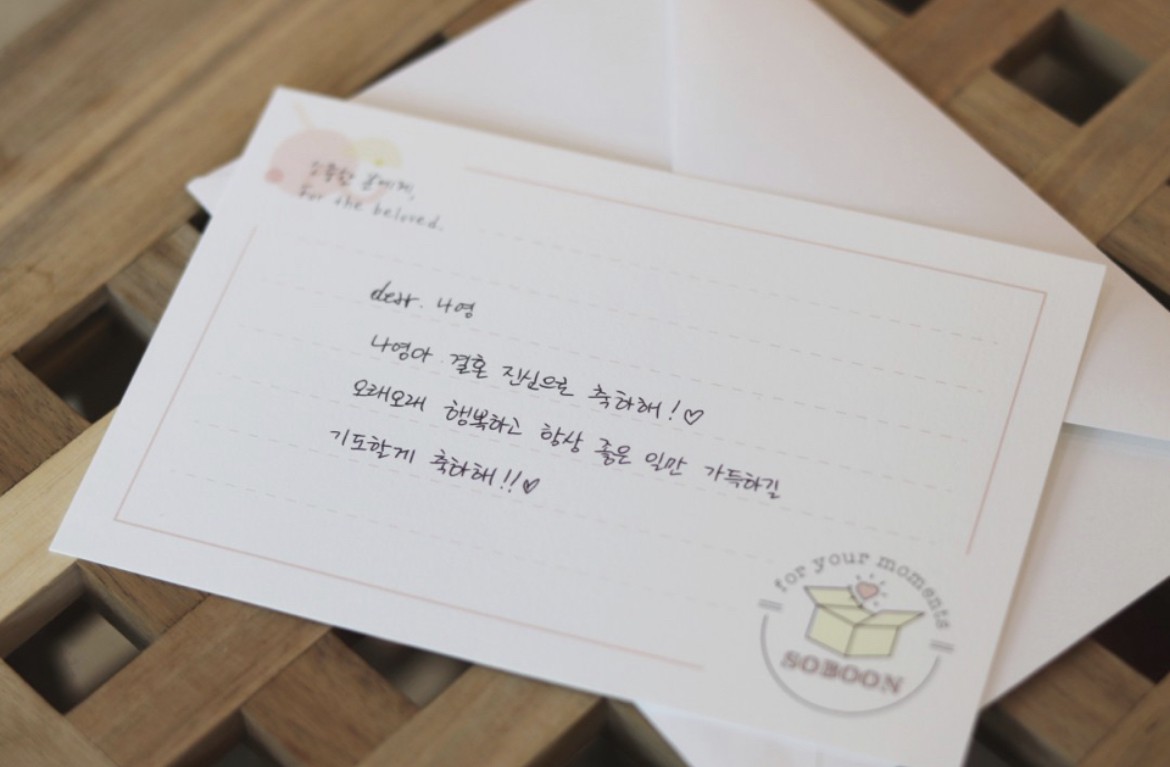 소중한 분에게,
For the beloved.
dear. 나영
나영아 결혼 진심으로 축하해!♡
오래오래 행복하고 항상 좋은 일만 가득하길
기도할게 축하해!!♡
for your moments
SOBOON